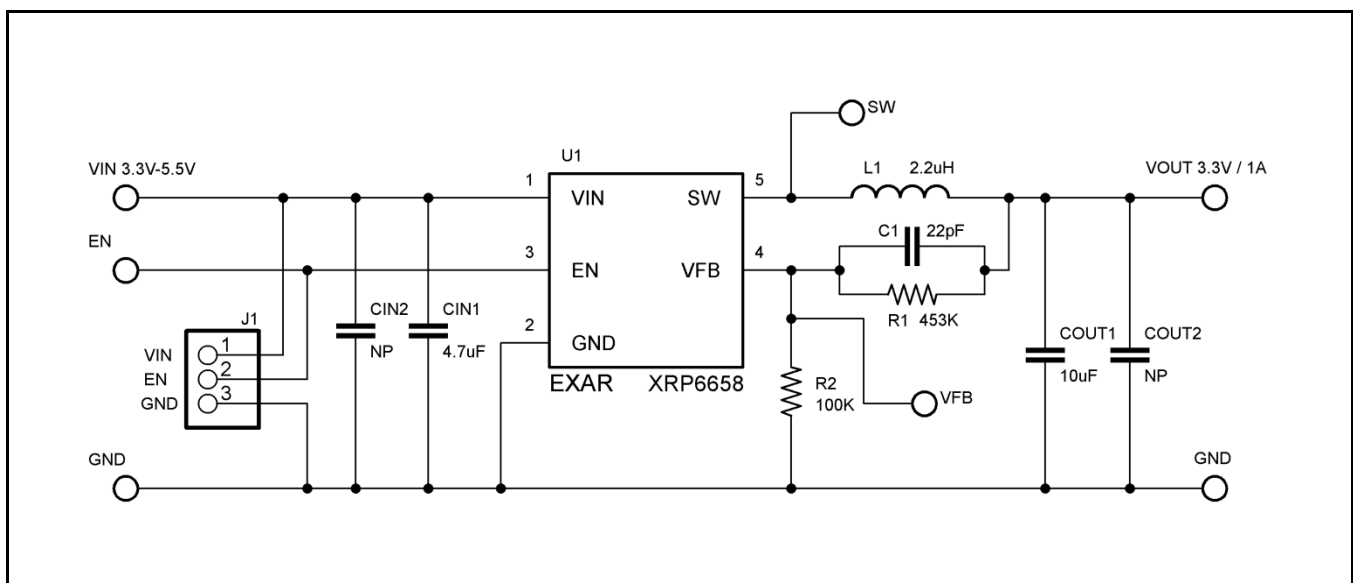 SW
U1
VIN 3.3V-5.5V
1
VIN
SW
5
L1
2.2uH
VOUT 3.3V / 1A
EN
3
EN
VFB
4
C1
22pF
R1
453K
2
GND
EXAR
XRP6658
J1
VIN
1
EN
2
GND
3
CIN2
NP
CIN1
4.7uF
R2
100K
VFB
COUT1
10uF
COUT2
NP
GND
GND